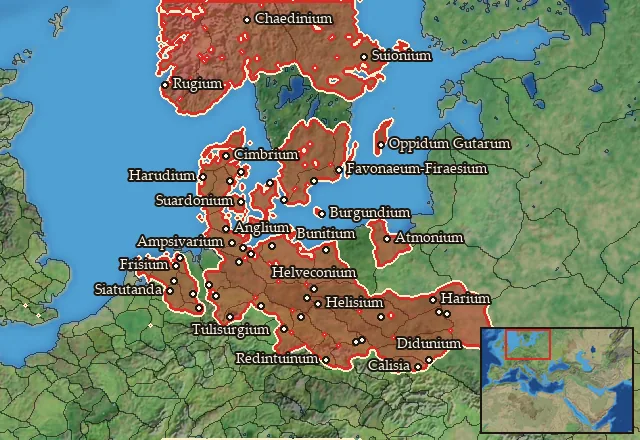 Chaedinium
Suionium
Rugium
Oppidum Gutarum
Cimbrium
Favonaeum-Firaesium
Harudium
Suardonium
Burgundium
Anglium
Bunitium
Ampsivarium
Atmonium
Frisium
Helveconium
Siatutanda
Helisium
Harium
Tulisurgium
Didunium
Redintuinum
Calisia